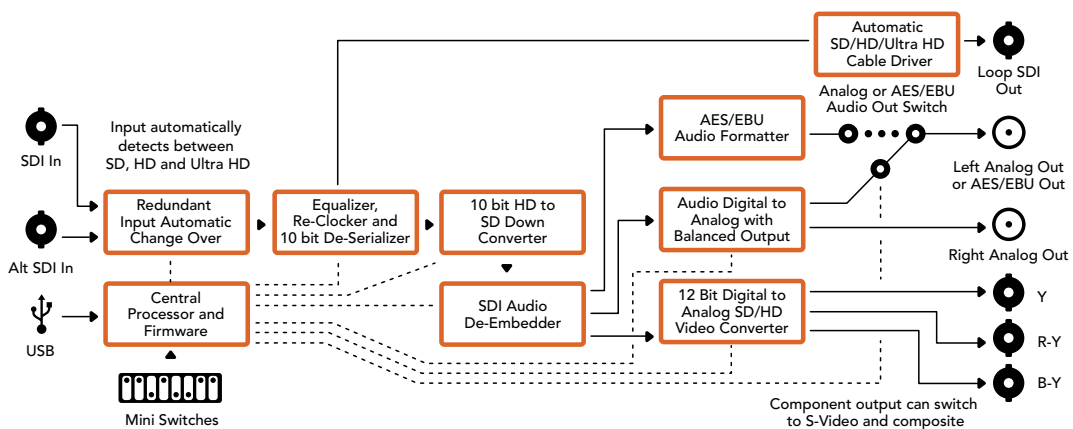 Automatic
SD/HD/Ultra HD
Cable Driver
Loop SDI
Out
Analog or AES/EBU
Audio Out Switch
AES/EBU
Audio Formatter
Left Analog Out
or AES/EBU Out
SDI In
Input automatically
detects between
SD, HD and Ultra HD
Redundant
Input Automatic
Change Over
Equalizer,
Re-Clocker and
10 bit De-Serializer
10 bit HD to
SD Down
Converter
Audio Digital to
Analog with
Balanced Output
Right Analog Out
Alt SDI In
Central
Processor and
Firmware
SDI Audio
De-Embedder
12 Bit Digital to
Analog SD/HD
Video Converter
Y
R-Y
B-Y
USB
Mini Switches
Component output can switch
to S-Video and composite